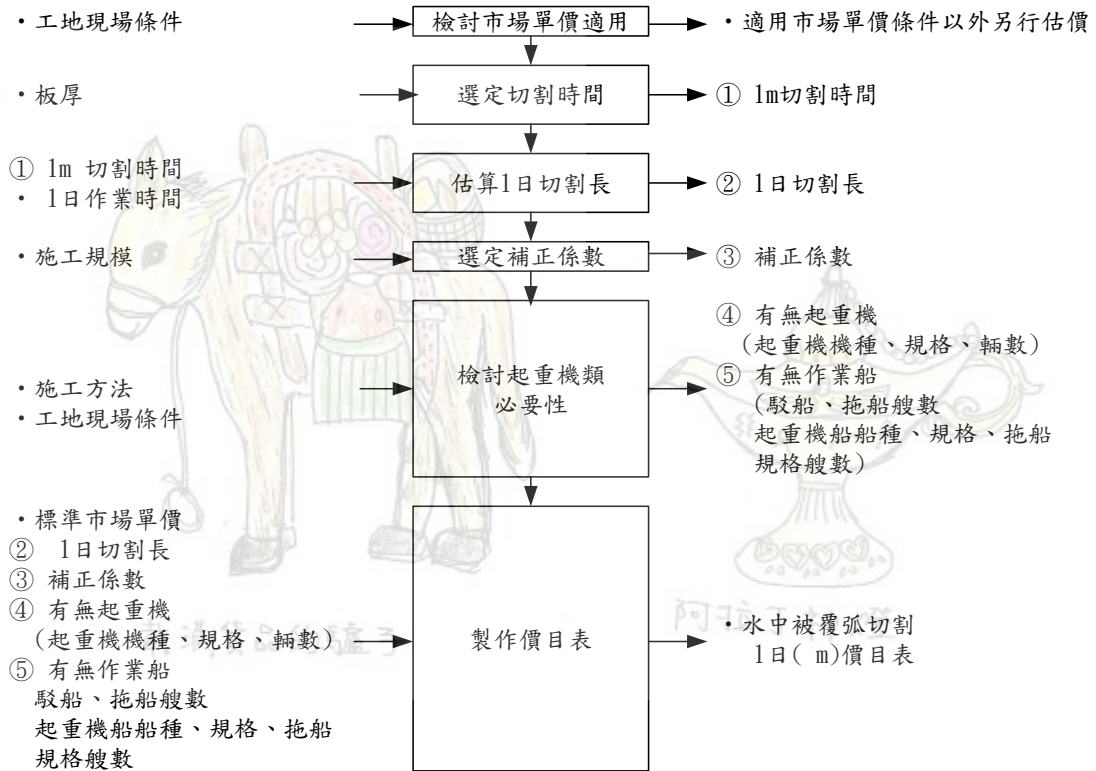 ・工地現場條件
檢討市場單價適用
・適用市場單價條件以外另行估價
・板厚
選定切割時間
① 1m切割時間
① 1m 切割時間
・ 1日作業時間
估算1日切割長
② 1日切割長
・施工規模
選定補正係數
③ 補正係數
・施工方法
・工地現場條件
檢討起重機類
必要性
④ 有無起重機
(起重機機種、規格、輛數)
⑤ 有無作業船
(駁船、拖船艘數
起重機船船種、規格、拖船
規格艘數)
・標準市場單價
② 1日切割長
③ 補正係數
④ 有無起重機
(起重機機種、規格、輛數)
⑤ 有無作業船
駁船、拖船艘數
起重機船船種、規格、拖船
規格艘數
製作價目表
・水中被覆弧切割
1日( m)價目表